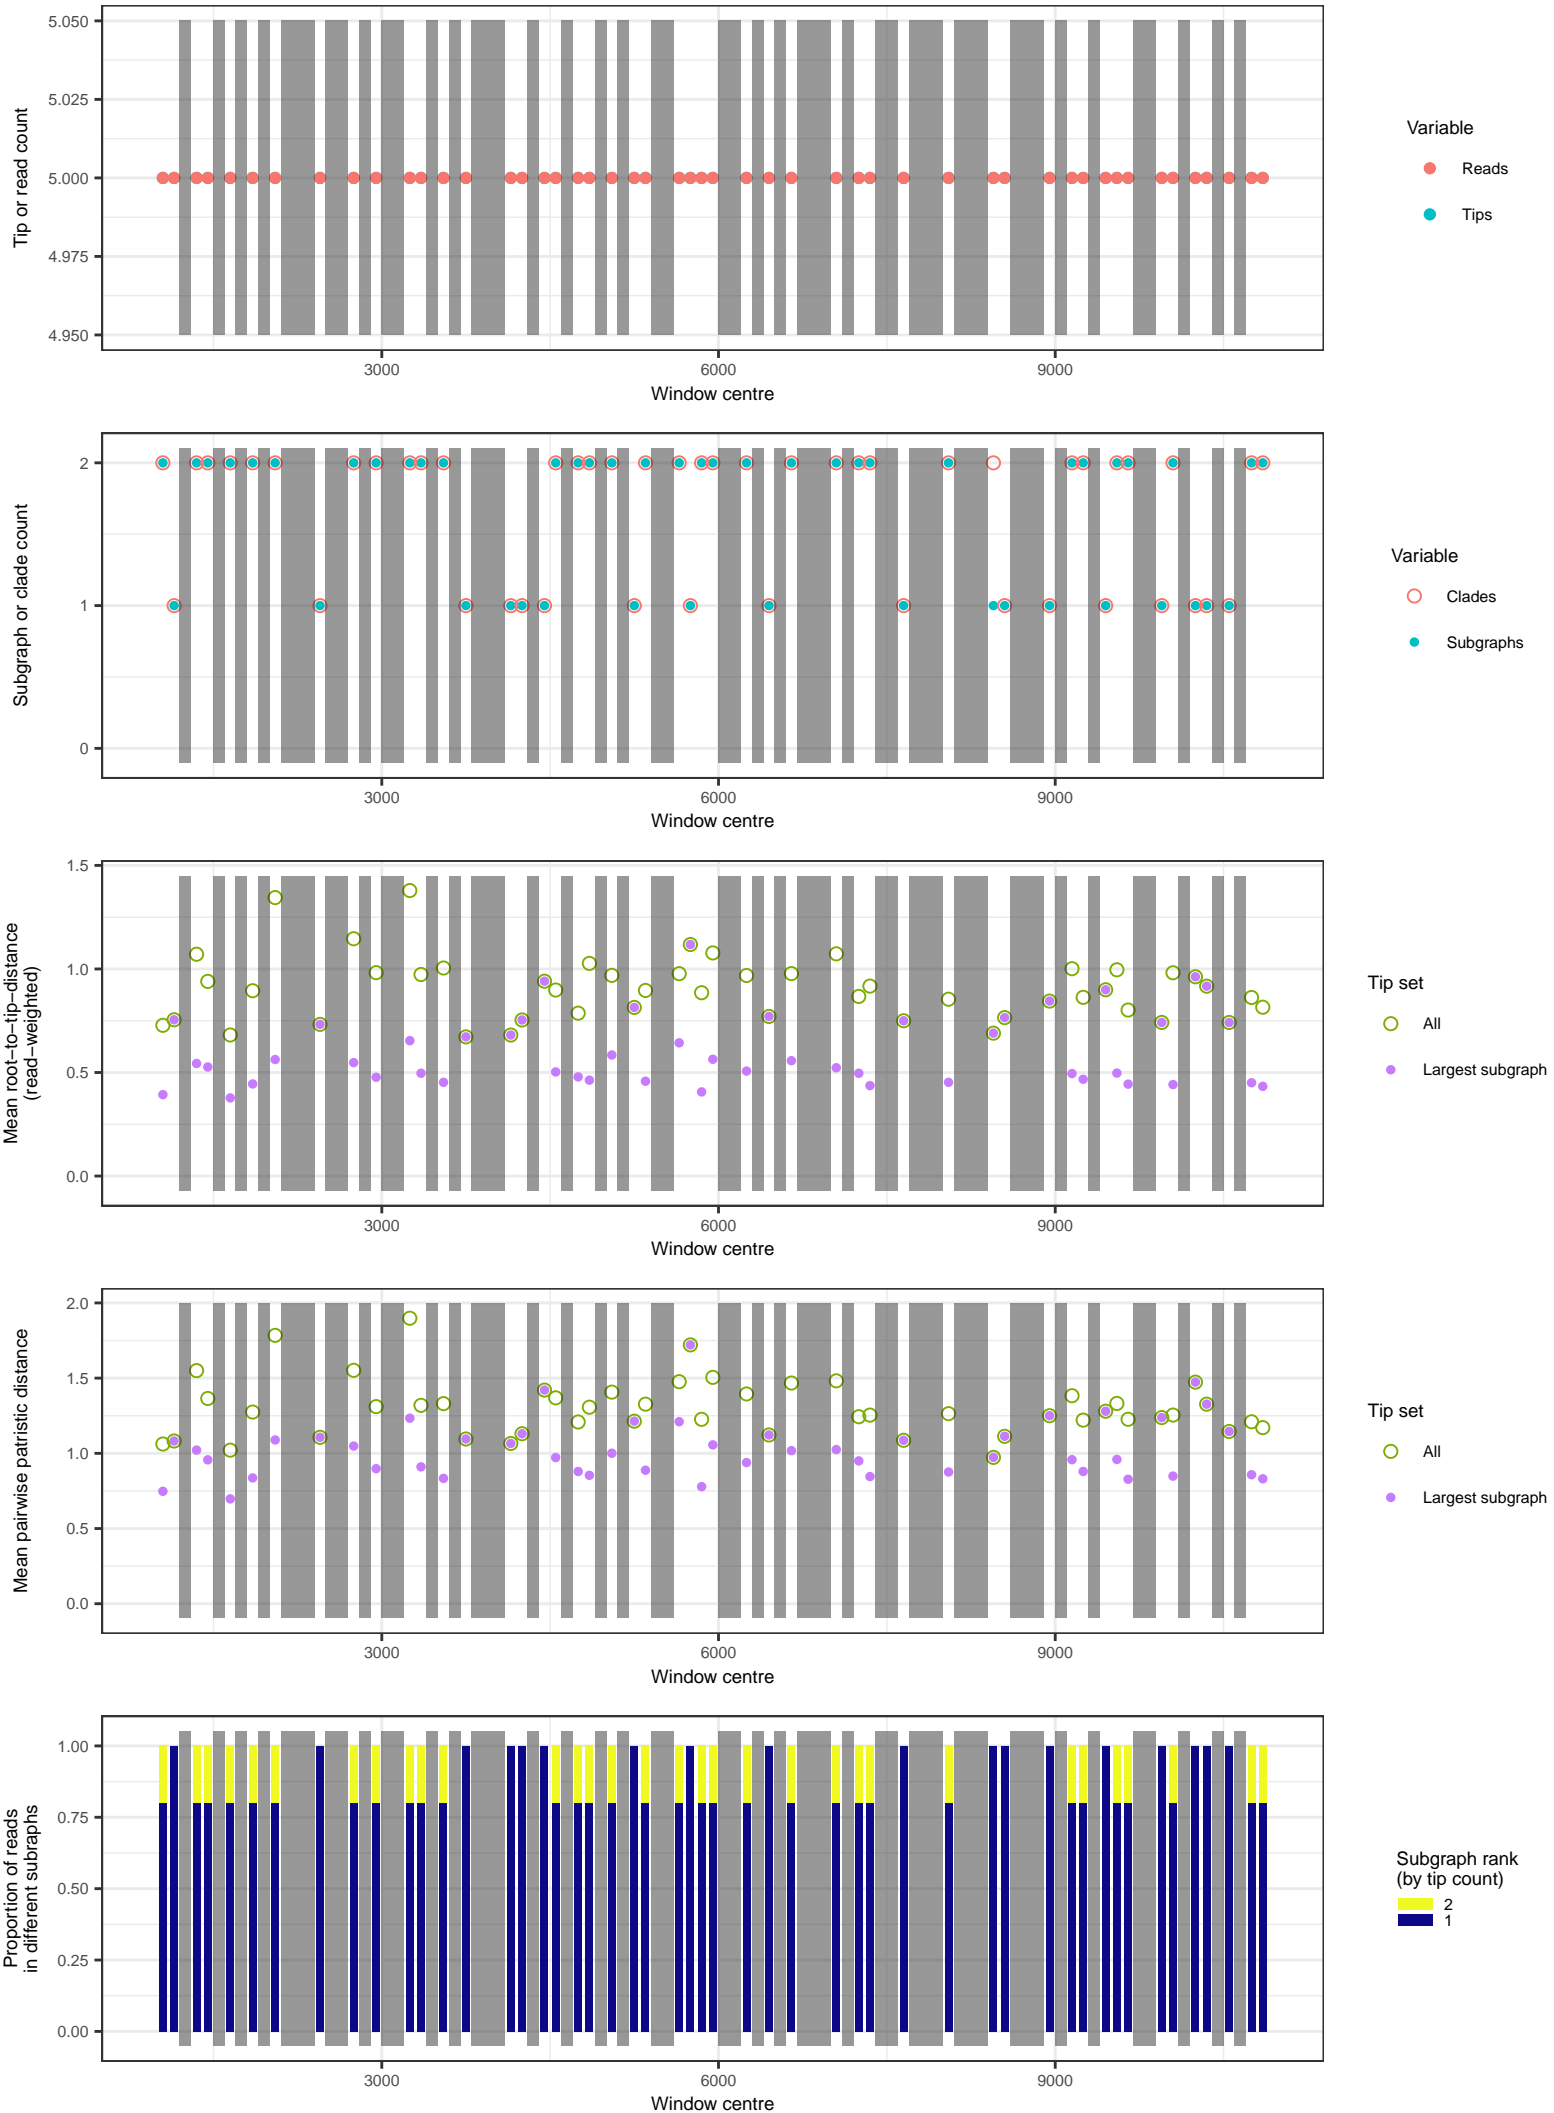 5.050
5.025
5.000
4.975
4.950
Tip or read count
3000
6000
9000
Window centre
Variable
Reads
Tips
2
1
0
Subgraph or clade count
3000
6000
9000
Window centre
Variable
Clades
Subgraphs
1.5
1.0
0.5
0.0
Mean root−to−tip−distance
(read−weighted)
3000
6000
9000
Window centre
Tip set
All
Largest subgraph
2.0
1.5
1.0
0.5
0.0
Mean pairwise patristic distance
3000
6000
9000
Window centre
Tip set
All
Largest subgraph
1.00
0.75
0.50
0.25
0.00
Proportion of reads
in different subraphs
3000
6000
9000
Window centre
Subgraph rank
(by tip count)
2
1